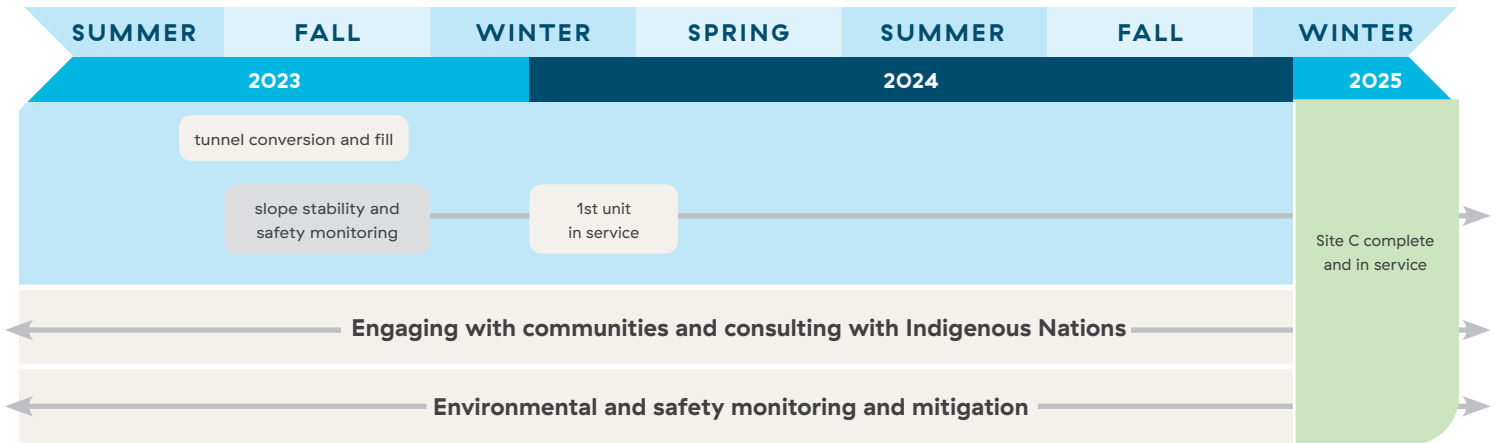 SUMMER FALL WINTER SPRING SUMMER FALL WINTER
2023 2024 2025
tunnel conversion and fill
slope stability and
safety monitoring
1st unit
in service
Site C complete
and in service
Engaging with communities and consulting with Indigenous Nations
Environmental and safety monitoring and mitigation